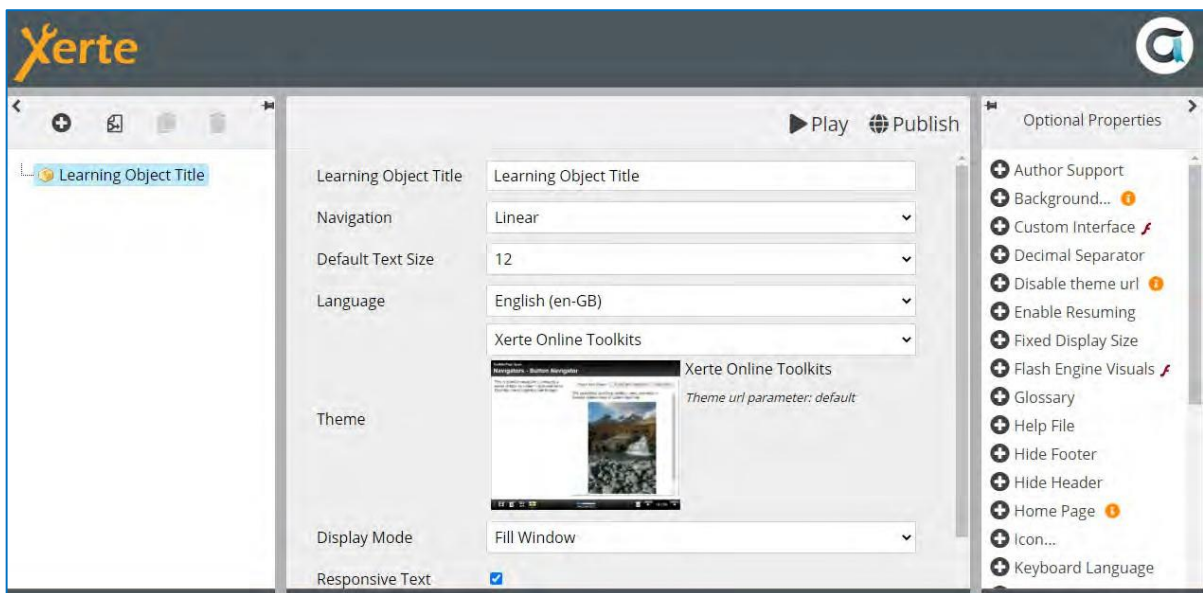 Xerte
Play Publish
Optional Properties
Learning Object Title
Learning Object Title Learning Object Title
Navigation Linear
Default Text Size 12
Language English (en-GB)
Xerte Online Toolkits
Theme
Navigators - Button Navigator
Xerte Online Toolkits
Theme url parameter: default
Display Mode Fill Window
Responsive Text
Author Support
Background...
Custom Interface
Decimal Separator
Disable theme url
Enable Resuming
Fixed Display Size
Flash Engine Visuals
Glossary
Help File
Hide Footer
Hide Header
Home Page
Icon...
Keyboard Language